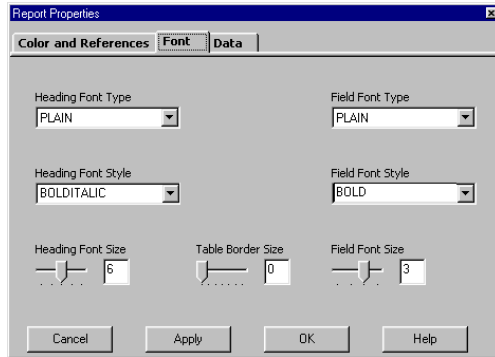 Report Properties
Color and References Font Data
Heading Font Type Field Font Type
PLAIN PLAIN
Heading Font Style Field Font Style
BOLDITALIC BOLD
Heading Font Size Table Border Size Field Font Size
6 0 3
Cancel Apply OK Help